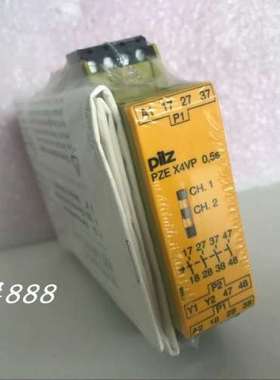 A1 17 27 37
P1
pilz
PZE X4VP 0,5s
CH. 1
CH. 2
17 27 37 47
18 28 38 48
P2
Y1 Y2 47 48
P1
A2 18 28 38
888